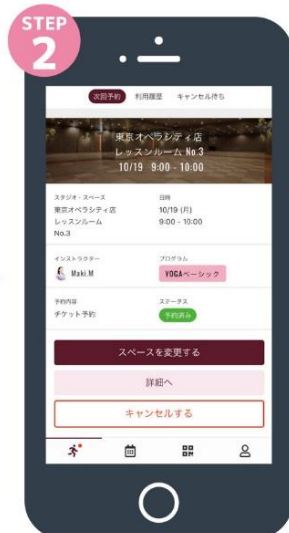 STEP
2
次回予約 利用履歴 キャンセル待ち
東京オペラシティ店
レッスンルーム No.3
10/19 9:00 - 10:00
スタジオ・スペース 日時
東京オペラシティ店 10/19 (月)
レッスンルーム 9:00 - 10:00
No.3
インストラクター プログラム
Maki.M YOGAベーシック
予約内容 ステータス
チケット予約 予約済み
スペースを変更する
詳細へ
キャンセルする